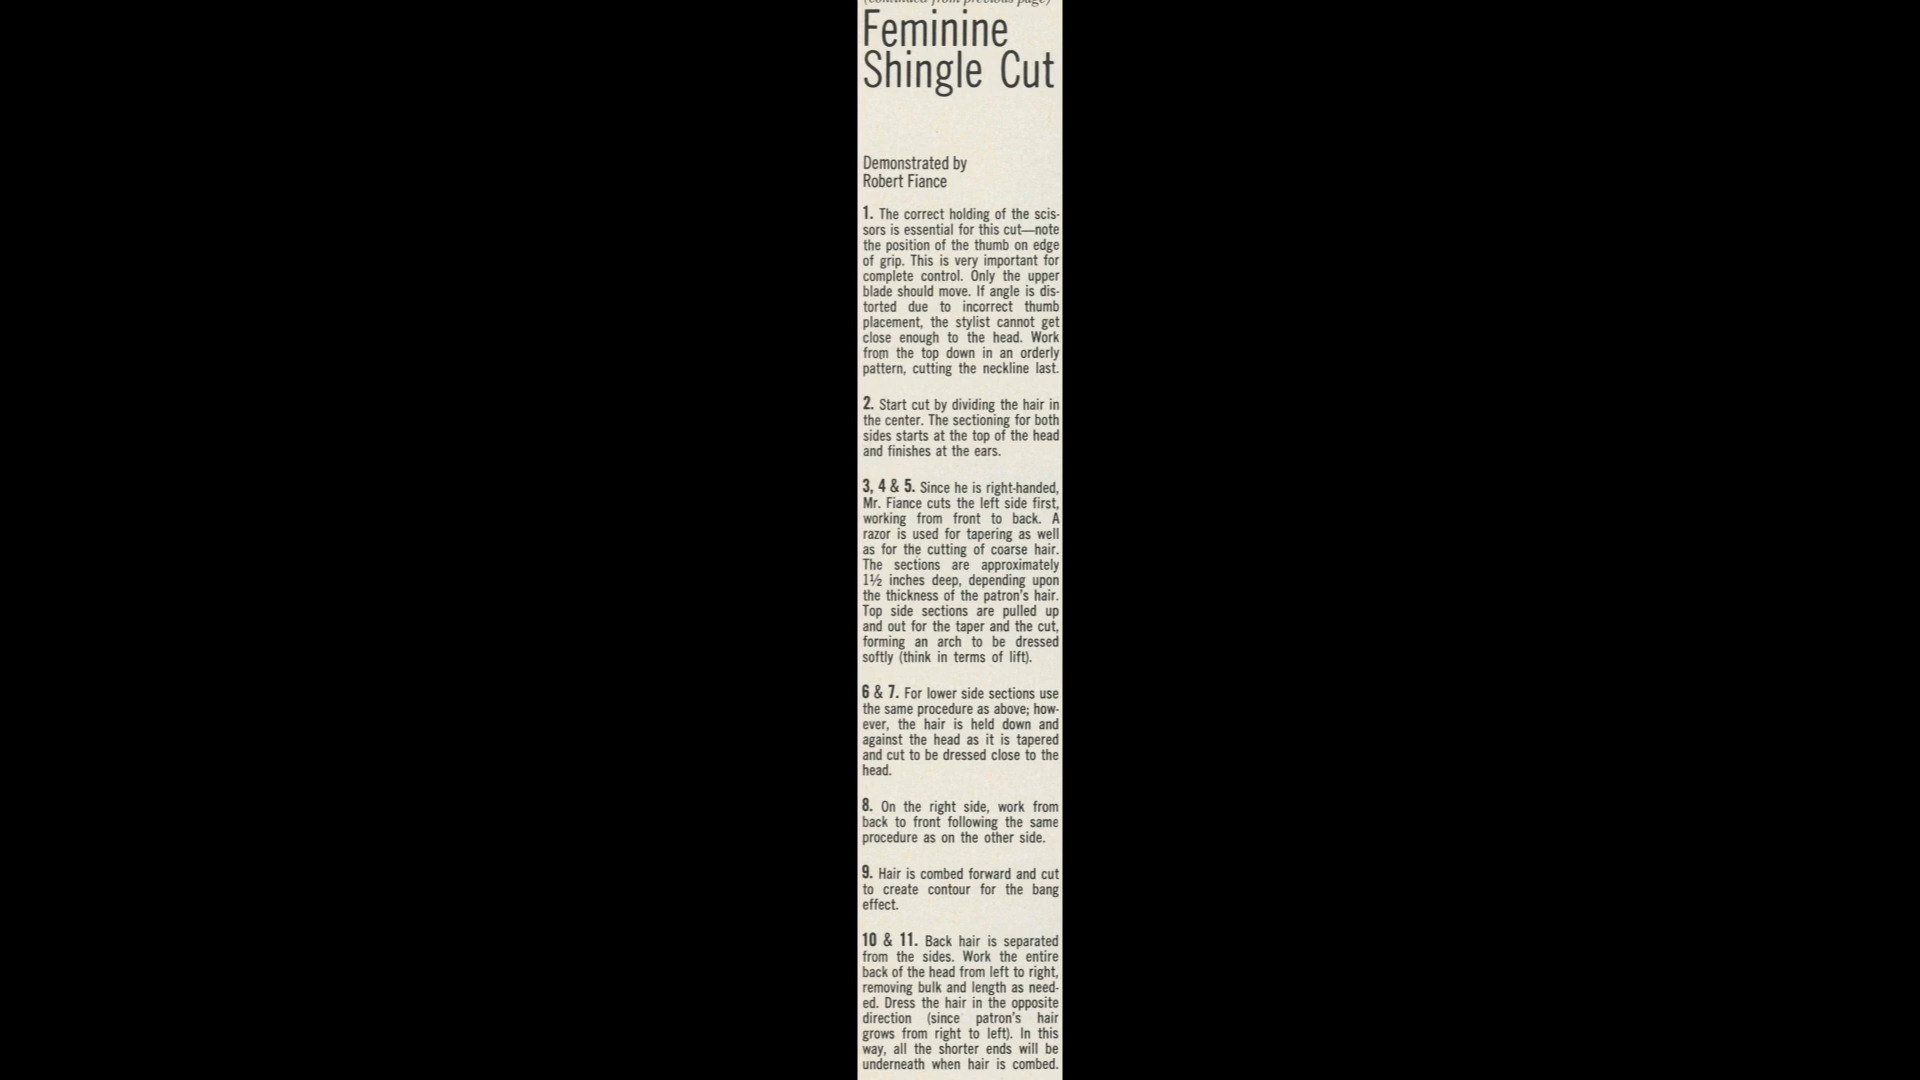 (continued from previous page)
Feminine
Shingle Cut
Demonstrated by
Robert Fiance
1. The correct holding of the scis-
sors is essential for this cut—note
the position of the thumb on edge
of grip. This is very important for
complete control. Only the upper
blade should move. If angle is dis-
torted due to incorrect thumb
placement, the stylist cannot get
close enough to the head. Work
from the top down in an orderly
pattern, cutting the neckline last.
2. Start cut by dividing the hair in
the center. The sectioning for both
sides starts at the top of the head
and finishes at the ears.
3, 4 & 5. Since he is right-handed,
Mr. Fiance cuts the left side first,
working from front to back. A
razor is used for tapering as well
as for the cutting of coarse hair.
The sections are approximately
1½ inches deep, depending upon
the thickness of the patron's hair.
Top side sections are pulled up
and out for the taper and the cut,
forming an arch to be dressed
softly (think in terms of lift).
6 & 7. For lower side sections use
the same procedure as above; how-
ever, the hair is held down and
against the head as it is tapered
and cut to be dressed close to the
head.
8. On the right side, work from
back to front following the same
procedure as on the other side.
9. Hair is combed forward and cut
to create contour for the bang
effect.
10 & 11. Back hair is separated
from the sides. Work the entire
back of the head from left to right,
removing bulk and length as need-
ed. Dress the hair in the opposite
direction (since patron's hair
grows from right to left). In this
way, all the shorter ends will be
underneath when hair is combed.